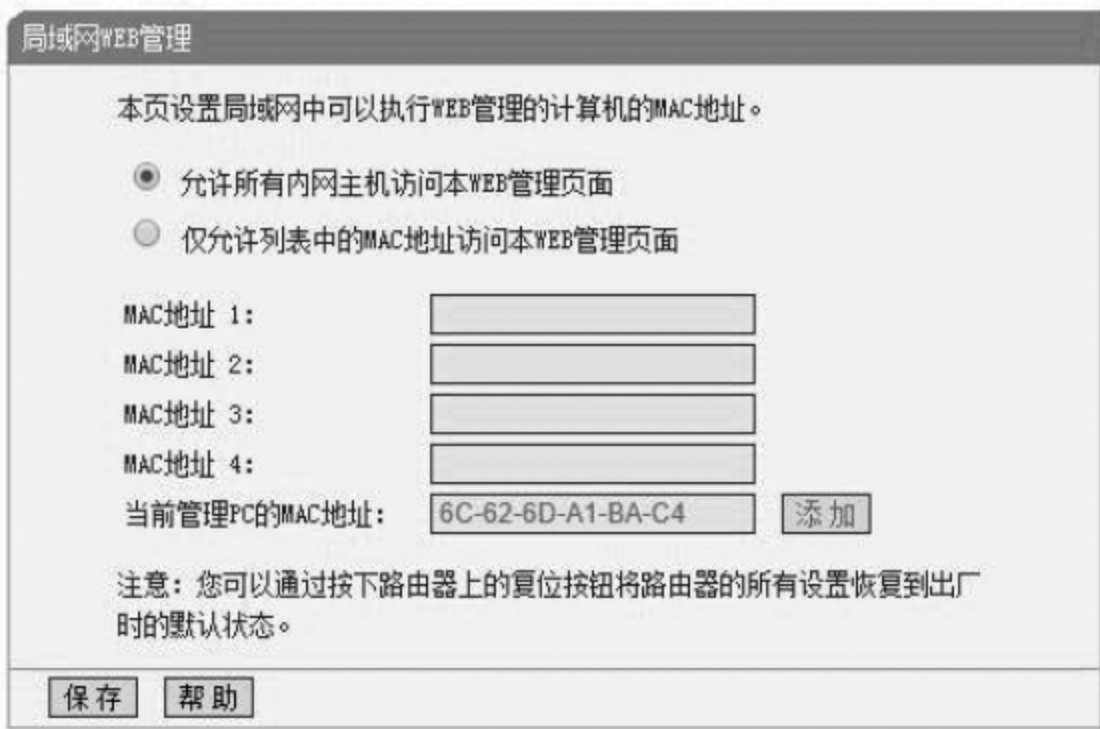 局域网WEB管理
本页设置局域网中可以执行WEB管理的计算机的MAC地址。
允许所有内网主机访问本WEB管理页面
仅允许列表中的MAC地址访问本WEB管理页面
MAC地址 1:
MAC地址 2:
MAC地址 3:
MAC地址 4:
当前管理PC的MAC地址: 6C-62-6D-A1-BA-C4 添加
注意: 您可以通过按下路由器上的复位按钮将路由器的所有设置恢复到出厂
时的默认状态。
保存 帮助